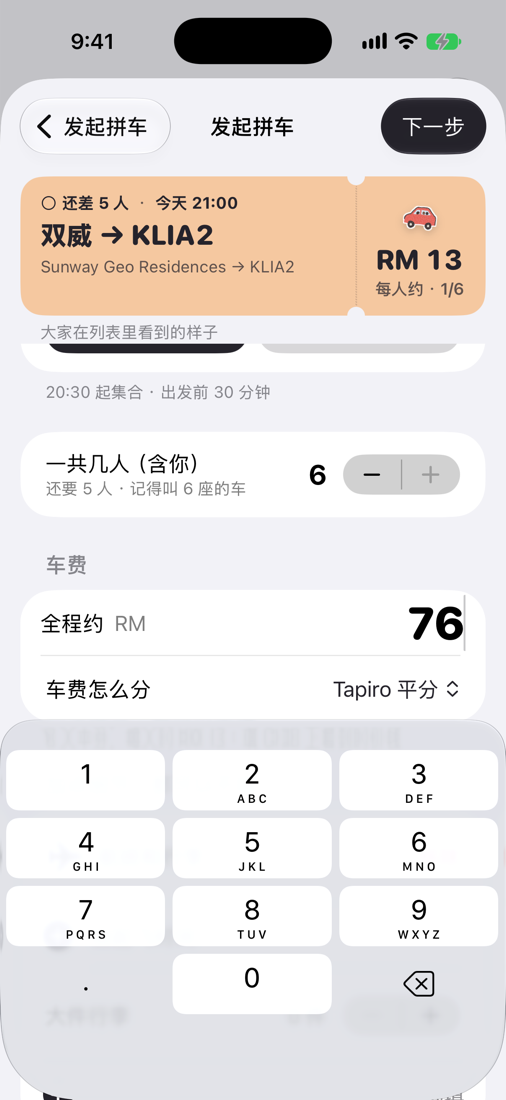 9:41
发起拼车
发起拼车
下一步
还差 5 人 · 今天 21:00
双威 → KLIA2
Sunway Geo Residences → KLIA2
RM 13
每人约 · 1/6
大家在列表里看到的样子
20:30 起集合 · 出发前 30 分钟
一共几人（含你）
还要 5 人 · 记得叫 6 座的车
6
车费
全程约 RM
76
车费怎么分
Tapiro 平分
1
2
ABC
3
DEF
4
GHI
5
JKL
6
MNO
7
PQRS
8
TUV
9
WXYZ
.
0
大件行李